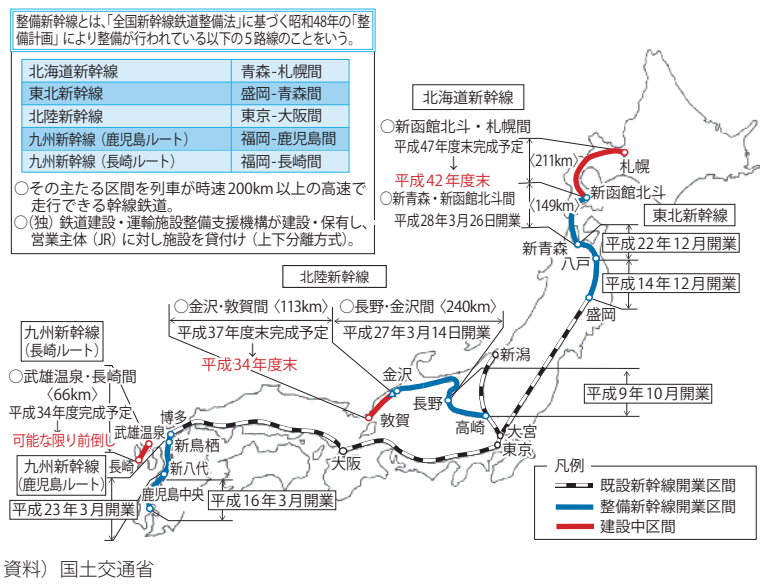 整備新幹線とは、「全国新幹線鉄道整備法」に基づく昭和48年の「整
備計画」により整備が行われている以下の5路線のことをいう。
北海道新幹線 青森-札幌間
東北新幹線 盛岡-青森間
北陸新幹線 東京-大阪間
九州新幹線（鹿児島ルート） 福岡-鹿児島間
九州新幹線（長崎ルート） 福岡-長崎間
○その主たる区間を列車が時速200km以上の高速で
走行できる幹線鉄道。
○（独）鉄道建設・運輸施設整備支援機構が建設・保有し、
営業主体（JR）に対し施設を貸付け（上下分離方式）。
北海道新幹線
○新函館北斗・札幌間
平成47年度末完成予定
〈211km〉
平成42年度末
○新青森・新函館北斗間
〈149km〉
平成28年3月26日開業
札幌
新函館北斗
東北新幹線
新青森
平成22年12月開業
八戸
平成14年12月開業
盛岡
北陸新幹線
○金沢・敦賀間〈113km〉
平成37年度末完成予定
平成34年度末
○長野・金沢間〈240km〉
平成27年3月14日開業
金沢
敦賀
長野
新潟
高崎
平成9年10月開業
大宮
東京
大阪
九州新幹線
（長崎ルート）
○武雄温泉・長崎間
〈66km〉
平成34年度完成予定
可能な限り前倒し
博多
武雄温泉
新鳥栖
長崎
新八代
九州新幹線
（鹿児島ルート）
鹿児島中央
平成23年3月開業
平成16年3月開業
凡例
既設新幹線開業区間
整備新幹線開業区間
建設中区間
資料）国土交通省